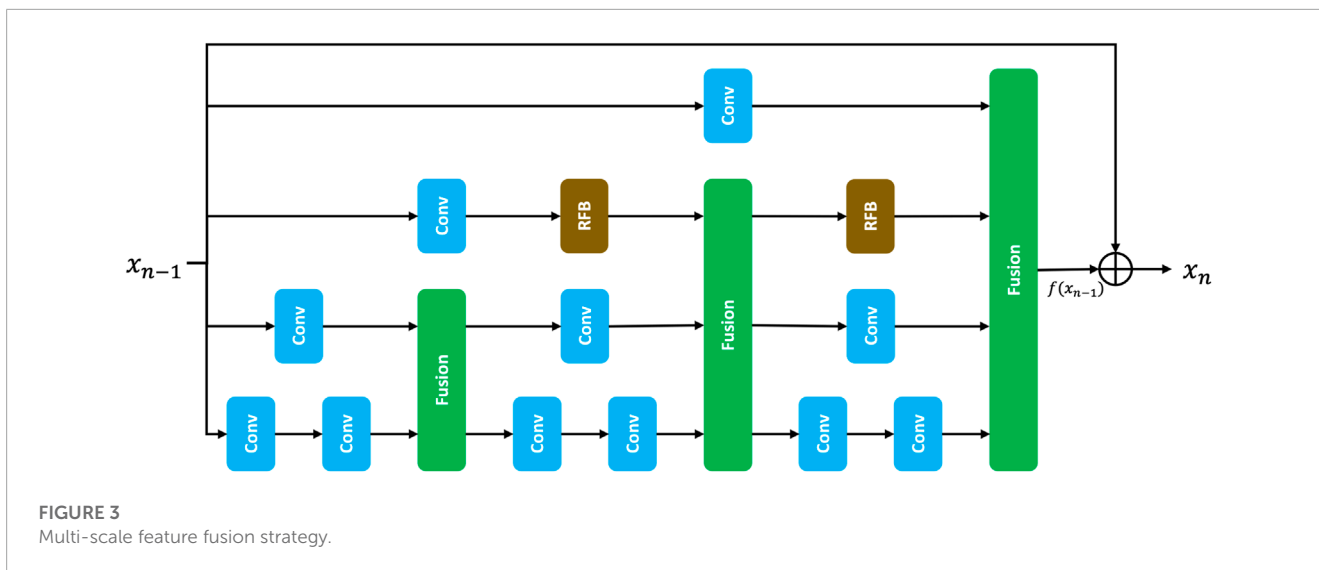 Conv
Conv
RFB
RFB
x_{n−1}
Fusion
x_n
f(x_{n−1})
Conv
Fusion
Conv
Fusion
Conv
Conv
Conv
Conv
Conv
Conv
Conv
FIGURE 3
Multi-scale feature fusion strategy.